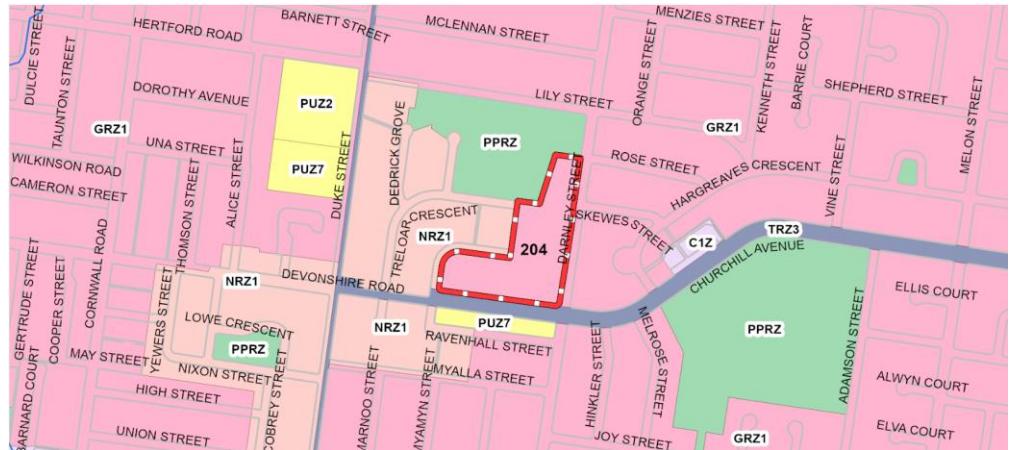 BARNETT STREET
MCLENNAN STREET
MENZIES STREET
HERTFORD ROAD
DULCIE STREET
TAUNTON STREET
ORANGE STREET
KENNETH STREET
BARRIE COURT
SHEPHERD STREET
PUZ2
DOROTHY AVENUE
LILY STREET
GRZ1
GRZ1
MELON STREET
UNA STREET
DEDRICK GROVE
PPRZ
WILKINSON ROAD
ROSE STREET
HARGREAVES CRESCENT
VINE STREET
CAMERON STREET
ALICE STREET
PUZ7
DUKE STREET
THOMSON STREET
CRESCENT
TRELOAR
NRZ1
DARNLEY STREET
SKEWES STREET
TRZ3
C1Z
204
CHURCHILL AVENUE
CORNWALL ROAD
NRZ1
DEVONSHIRE ROAD
GERTRUDE STREET
COOPER STREET
YEWERS STREET
LOWE CRESCENT
NRZ1
PUZ7
RAVENHALL STREET
ELLIS COURT
PPRZ
PPRZ
MAY STREET
NIXON STREET
MYALLA STREET
MELROSE STREET
ADAMSON STREET
HINKLER STREET
ALWYN COURT
HIGH STREET
COBREY STREET
MARNOO STREET
MYAMYN STREET
BARNARD COURT
UNION STREET
JOY STREET
GRZ1
ELVA COURT